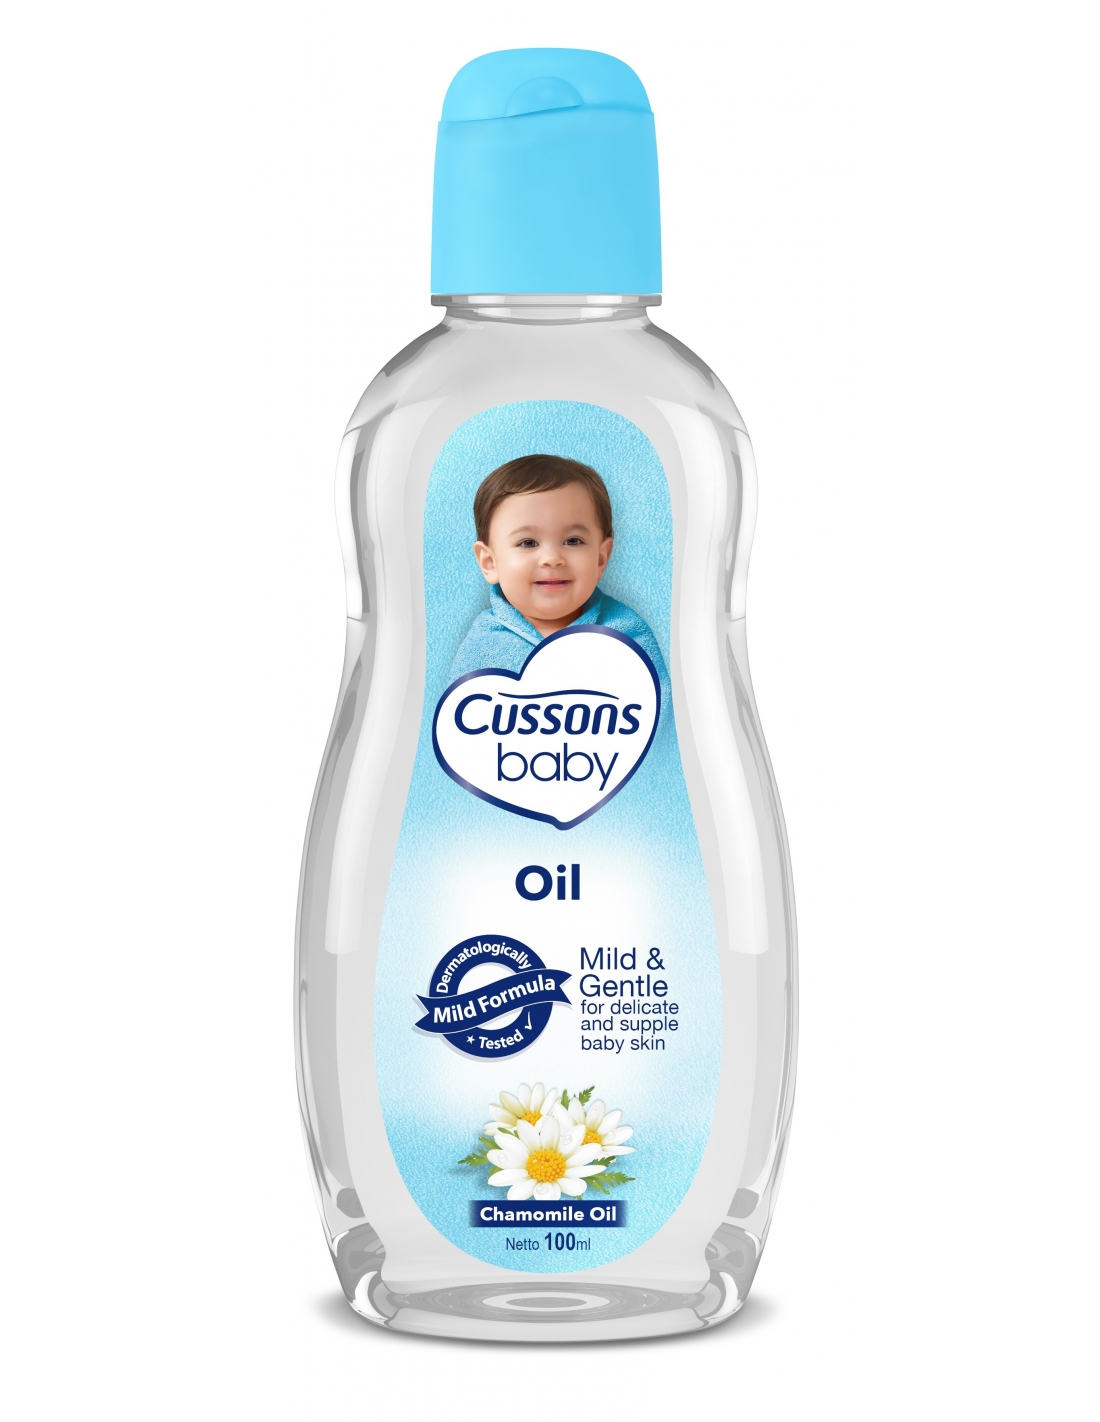 Cussons
baby
Oil
Dermatologically
Mild Formula
★ Tested ✓
Mild &
Gentle
for delicate
and supple
baby skin
Chamomile Oil
Netto 100ml